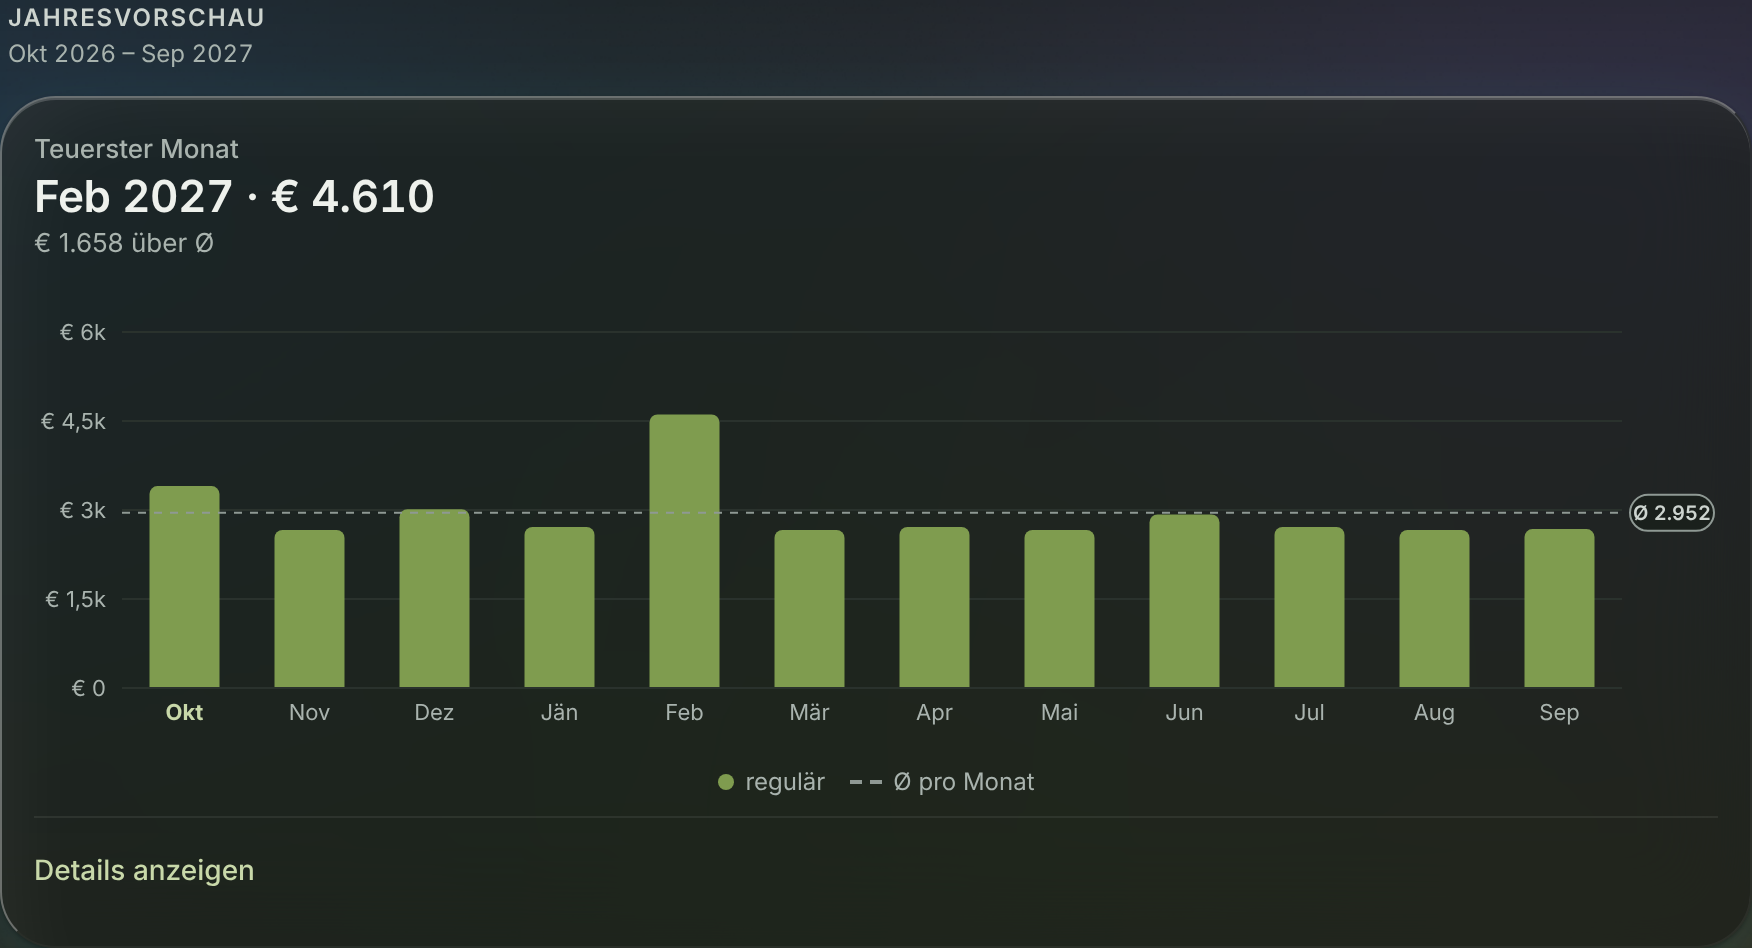 JAHRESVORSCHAU
Okt 2026 – Sep 2027
Teuerster Monat
Feb 2027 · € 4.610
€ 1.658 über Ø
€ 6k
€ 4,5k
€ 3k
Ø 2.952
€ 1,5k
€ 0
Okt Nov Dez Jän Feb Mär Apr Mai Jun Jul Aug Sep
regulär Ø pro Monat
Details anzeigen